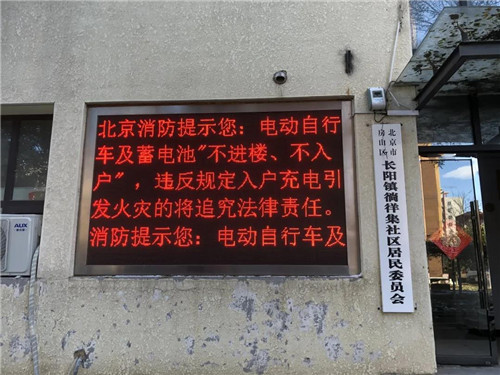 北京消防提示您：电动自行
车及蓄电池"不进楼、不入
户"，违反规定入户充电引
发火灾的将追究法律责任。
消防提示您：电动自行车及
北京市
房山区
长阳镇徜徉集社区居民委员会
AUX